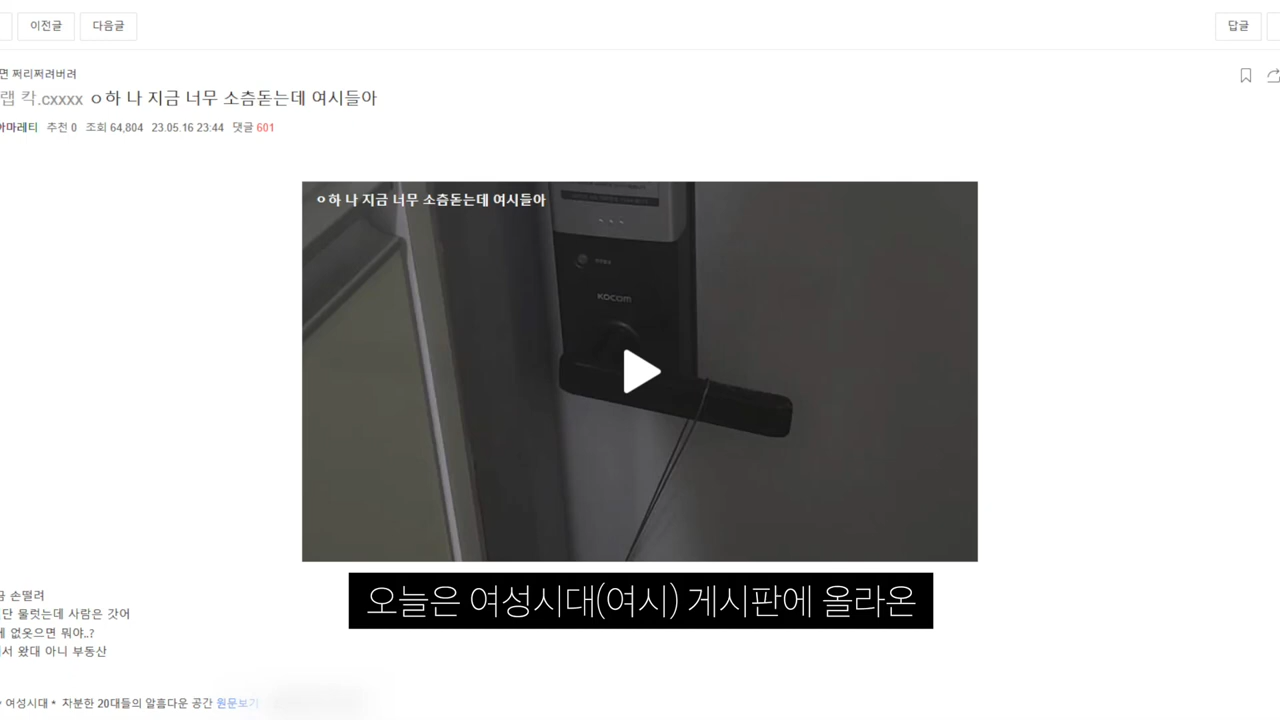 이전글 다음글 답글
면 쩌리쩌려버려
랩 칵.cxxxx ㅇ하 나 지금 너무 소츰돋는데 여시들아
아마레티 추천 0 조회 64,804 23.05.16 23:44 댓글 601
ㅇ하 나 지금 너무 소츰돋는데 여시들아
KOCOM
금 손떨려
단 울럿는데 사람은 갓어
에 없옷으면 뭐야..?
서 왔대 아니 부동산
오늘은 여성시대(여시) 게시판에 올라온
* 여성시대 * 차분한 20대들의 알흠다운 공간 원문보기